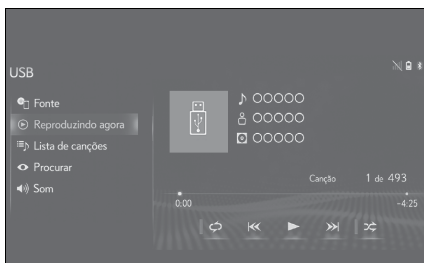 USB
Fonte
Reproduzindo agora
Lista de canções
Procurar
Som
OOOOO
OOOOO
OOOOO
Canção 1 de 493
0:00 -4:25